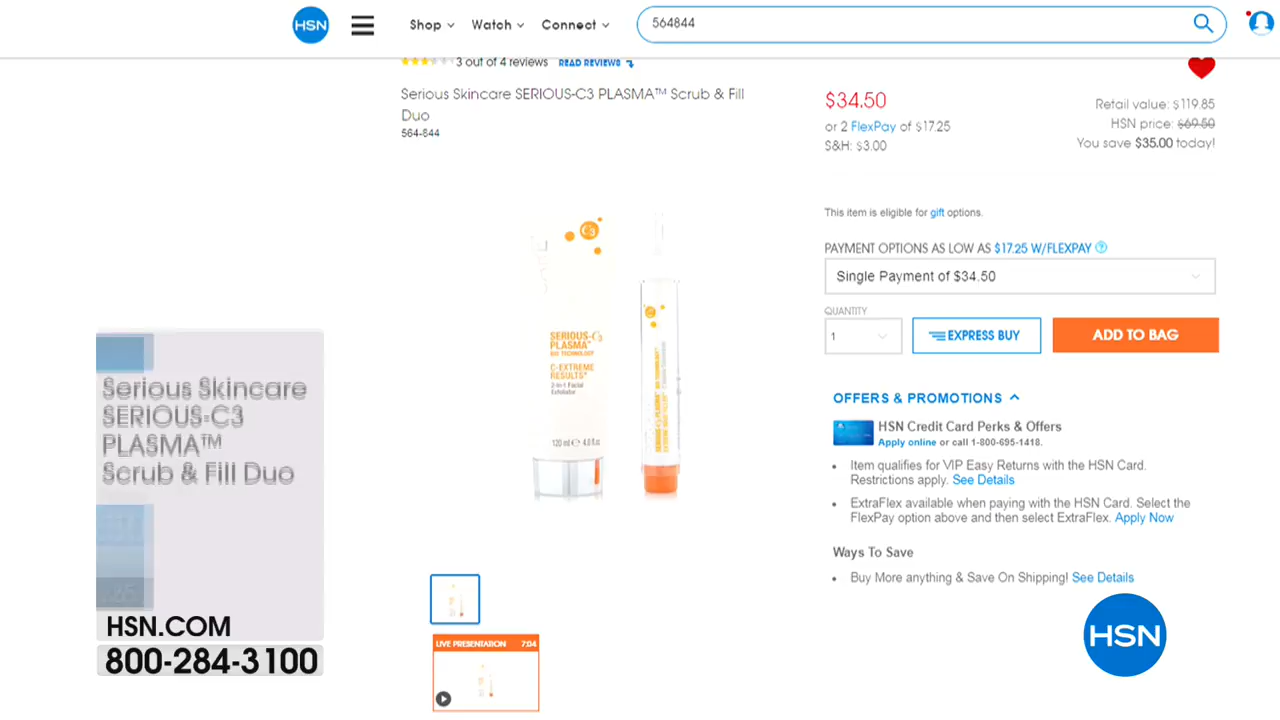 HSN
Shop
Watch
Connect
564844
3 out of 4 reviews
READ REVIEWS
Serious Skincare SERIOUS-C3 PLASMA™ Scrub & Fill
Duo
564-844
$34.50
or 2 FlexPay of $17.25
S&H: $3.00
Retail value: $119.85
HSN price: $69.50
You save $35.00 today!
This item is eligible for gift options.
PAYMENT OPTIONS AS LOW AS $17.25 W/FLEXPAY ?
Single Payment of $34.50
QUANTITY
1
EXPRESS BUY
ADD TO BAG
OFFERS & PROMOTIONS
HSN Credit Card Perks & Offers
Apply online or call 1-800-695-1418.
• Item qualifies for VIP Easy Returns with the HSN Card.
Restrictions apply. See Details
• ExtraFlex available when paying with the HSN Card. Select the
FlexPay option above and then select ExtraFlex. Apply Now
Ways To Save
• Buy More anything & Save On Shipping! See Details
C3
SERIOUS-C3
PLASMA™
BIO TECHNOLOGY
C-EXTREME
RESULTS*
2-in-1 Facial
Exfoliator
120 ml e 4.0 fl. oz.
LIVE PRESENTATION 7:04
Serious Skincare
SERIOUS-C3
PLASMA™
Scrub & Fill Duo
HSN.COM
800-284-3100
HSN